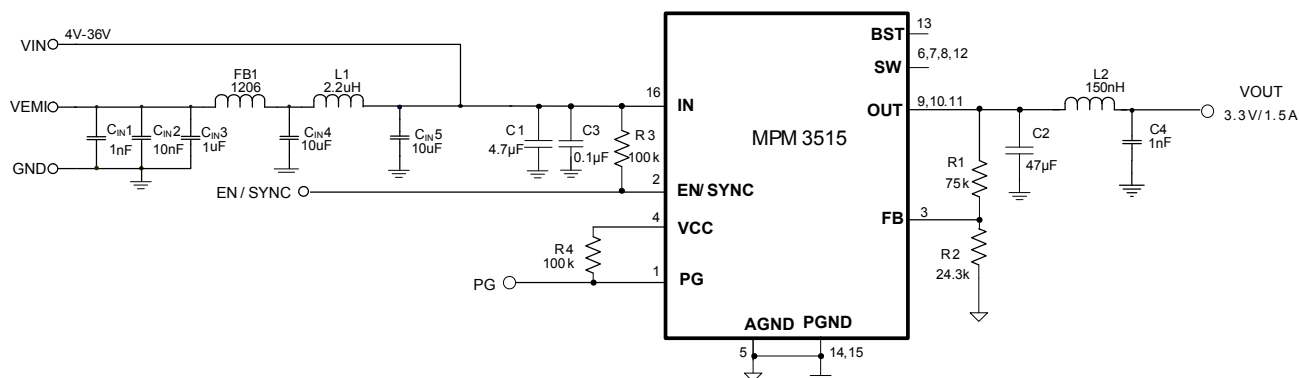 VIN
4V-36V
VEMI
GND
CIN1
1nF
CIN2
10nF
CIN3
1uF
FB1
1206
CIN4
10uF
L1
2.2uH
CIN5
10uF
C1
4.7µF
C3
0.1µF
R3
100k
EN / SYNC
R4
100k
PG
16
IN
2
EN/ SYNC
4
VCC
1
PG
MPM3515
BST
13
SW
6,7,8,12
OUT
9,10.11
FB
3
AGND
PGND
5
14,15
R1
75k
R2
24.3k
C2
47µF
L2
150nH
C4
1nF
VOUT
3.3V/1.5A